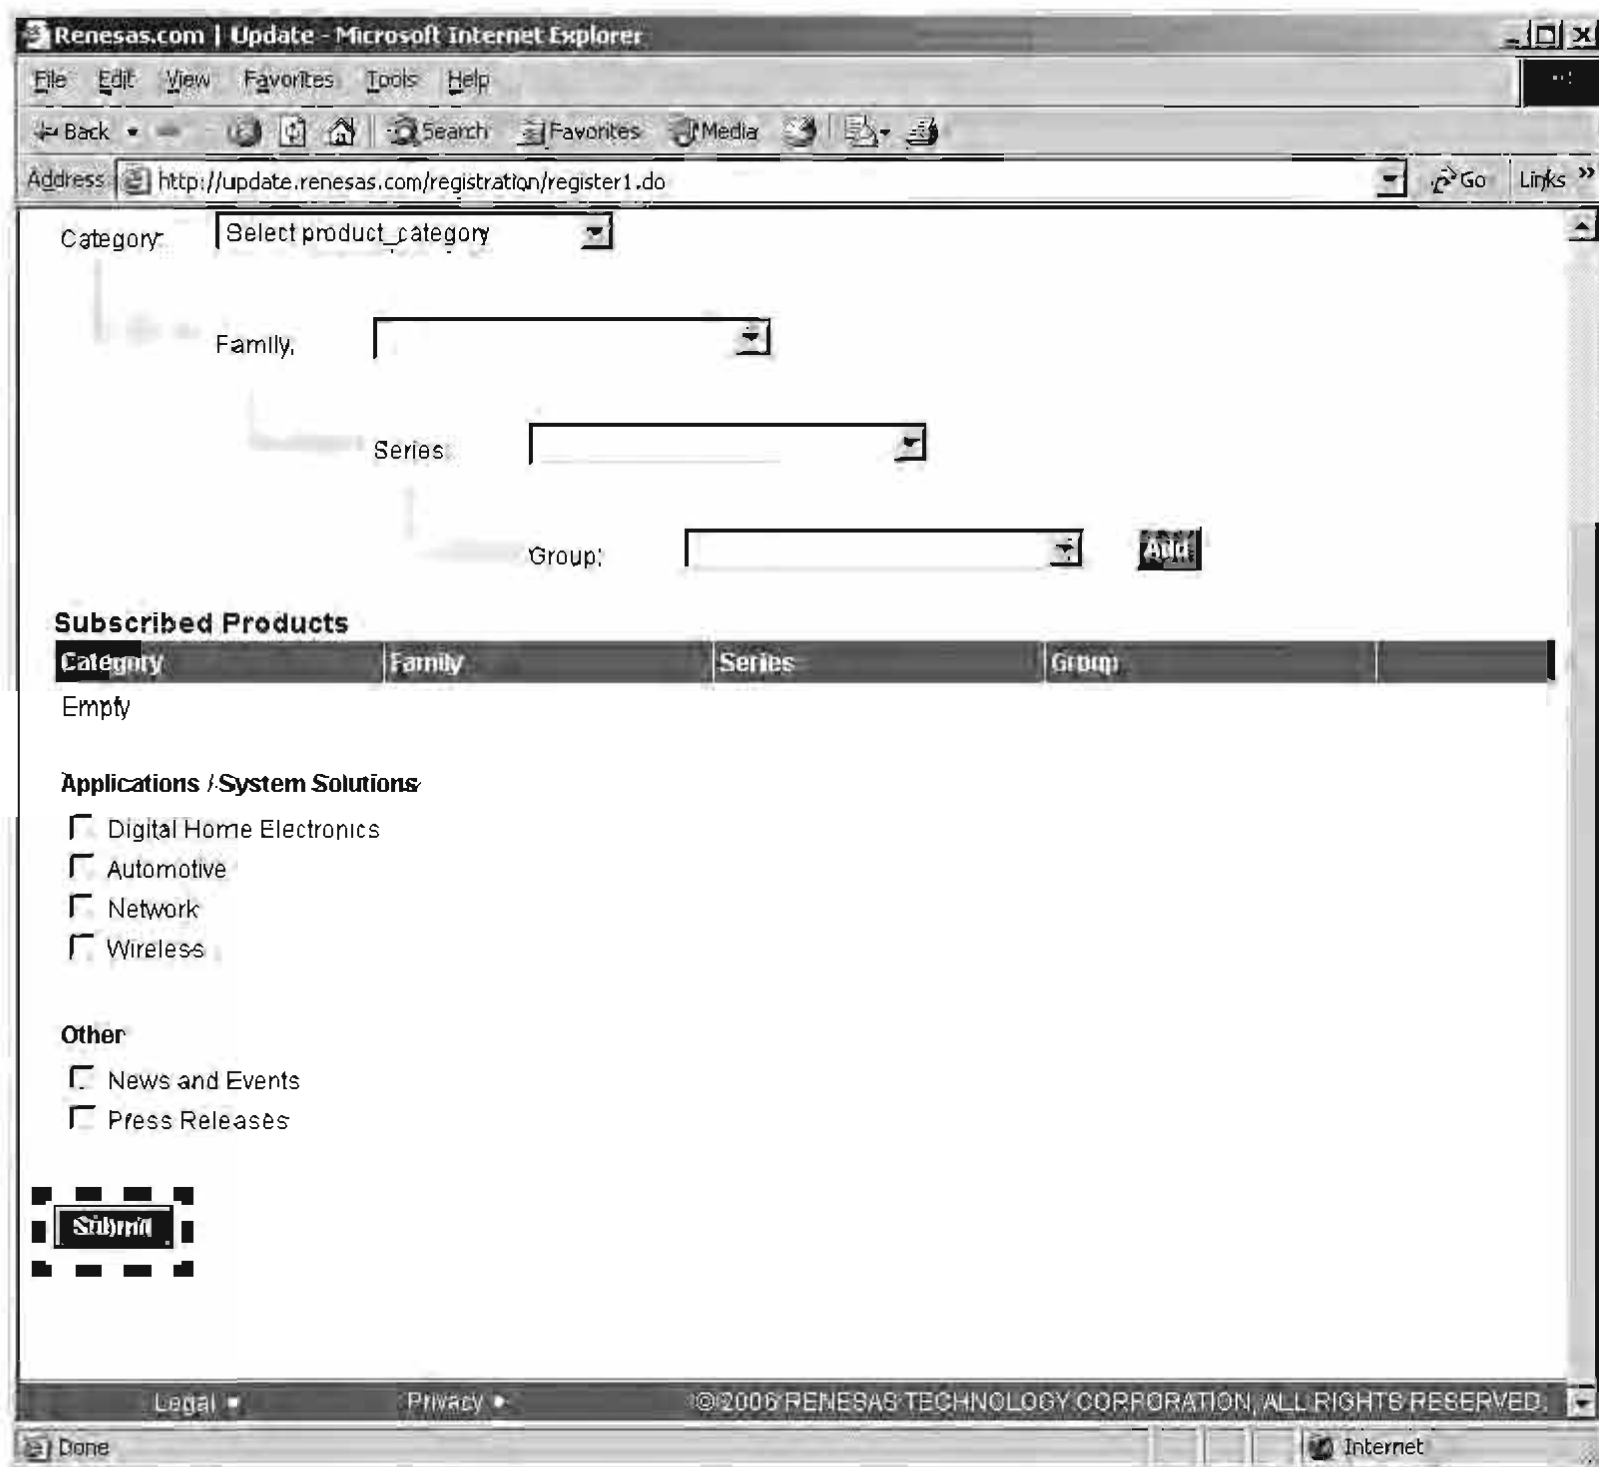 Renesas.com | Update - Microsoft Internet Explorer
File Edit View Favorites Tools Help
Back Search Favorites Media
Address http://update.renesas.com/registration/register1.do Go Links »
Category: Select product_category
Family:
Series:
Group: Add
Subscribed Products
Category Family Series Group
Empty
Applications / System Solutions
Digital Home Electronics
Automotive
Network
Wireless
Other
News and Events
Press Releases
Submit
Legal Privacy © 2006 RENESAS TECHNOLOGY CORPORATION, ALL RIGHTS RESERVED.
Done Internet